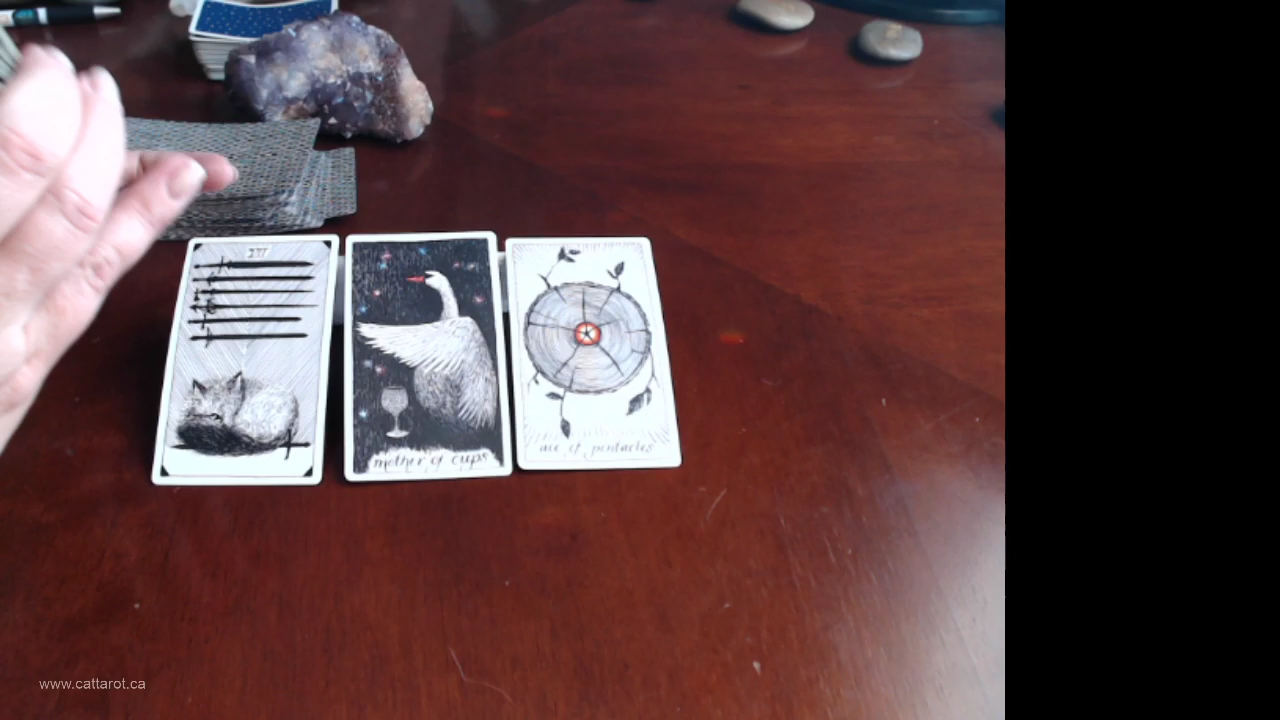 mother of cups
ace of pentacles
www.cattarot.ca